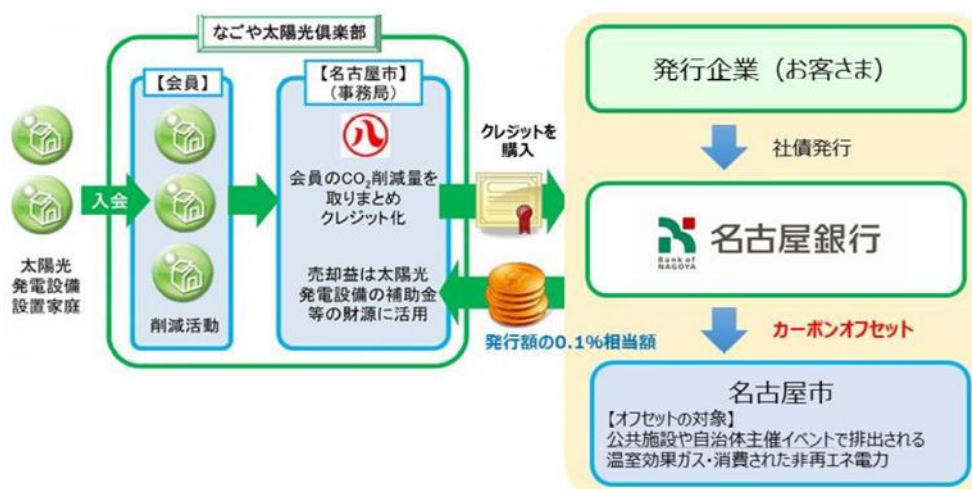 なごや太陽光倶楽部
【会員】
【名古屋市】
(事務局)
八
入会
太陽光
発電設備
設置家庭
削減活動
会員のCO₂削減量を
取りまとめ
クレジット化
売却益は太陽光
発電設備の補助金
等の財源に活用
クレジットを
購入
発行額の0.1%相当額
発行企業 (お客さま)
社債発行
Bank of
NAGOYA
名古屋銀行
カーボンオフセット
名古屋市
【オフセットの対象】
公共施設や自治体主催イベントで排出される
温室効果ガス・消費された非再エネ電力